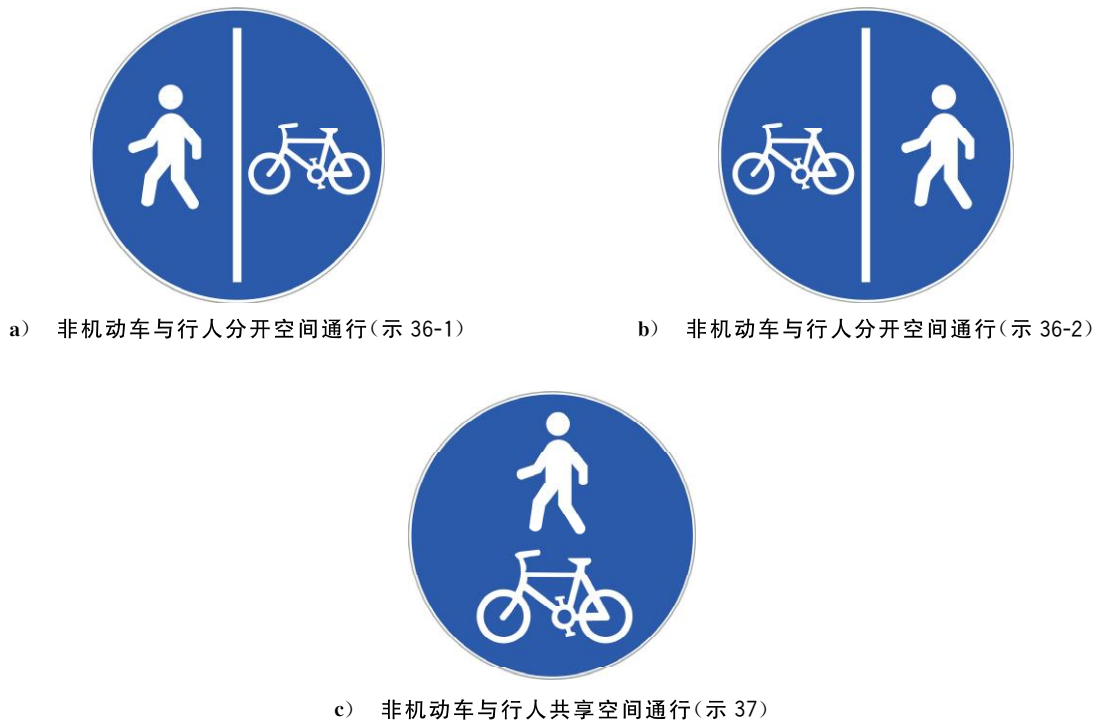 a) 非机动车与行人分开空间通行(示 36-1)
b) 非机动车与行人分开空间通行(示 36-2)
c) 非机动车与行人共享空间通行(示 37)